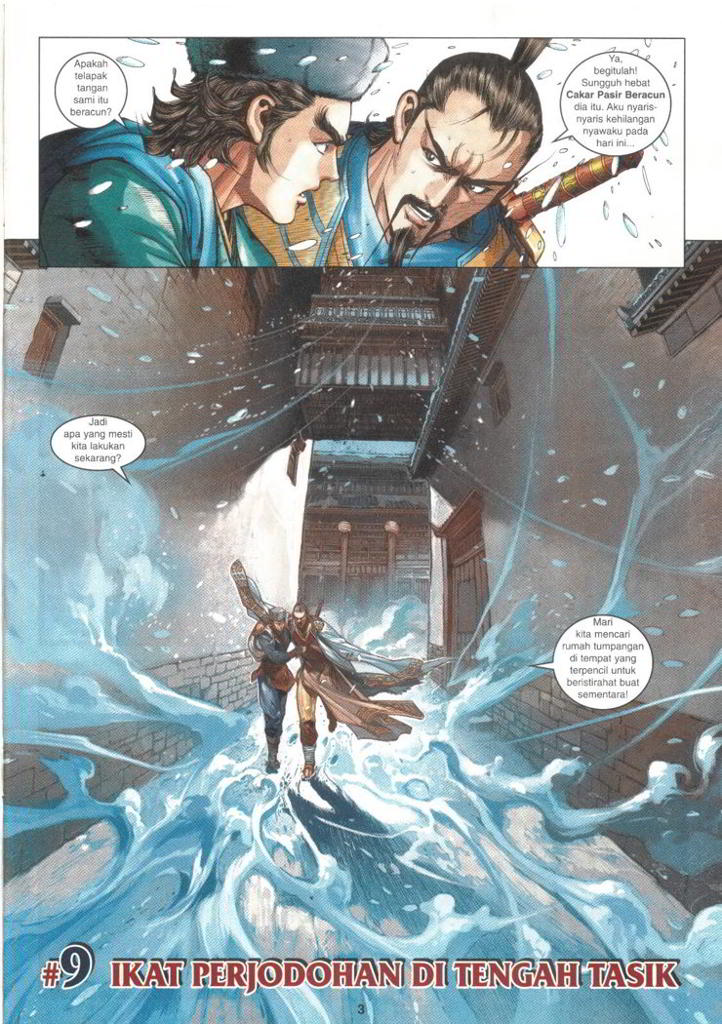 Apakah
telapak
tangan
sami itu
beracun?
Ya,
begitulah!
Sungguh hebat
Cakar Pasir Beracun
dia itu. Aku nyaris-
nyaris kehilangan
nyawaku pada
hari ini...
Jadi
apa yang mesti
kita lakukan
sekarang?
Mari
kita mencari
rumah tumpangan
di tempat yang
terpencil untuk
beristirahat buat
sementara!
#9 IKAT PERJODOHAN DI TENGAH TASIK
3